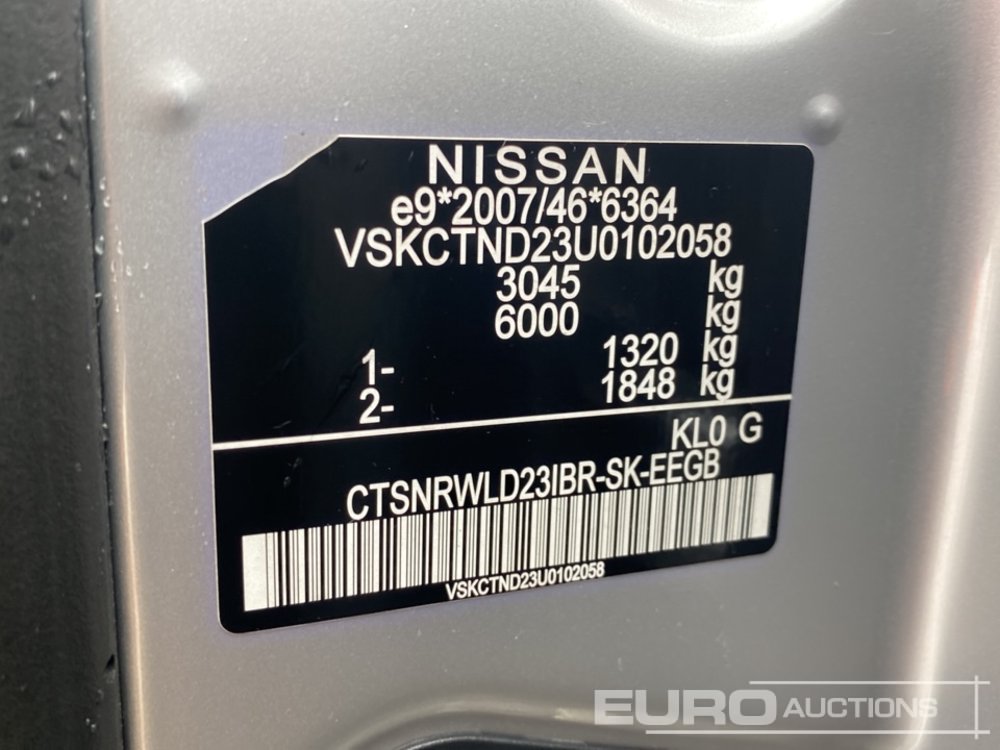 NISSAN
e9*2007/46*6364
VSKCTND23U0102058
3045 kg
6000 kg
1- 1320 kg
2- 1848 kg
KL0 G
CTSNRWLD23IBR-SK-EEGB
VSKCTND23U0102058
EURO AUCTIONS